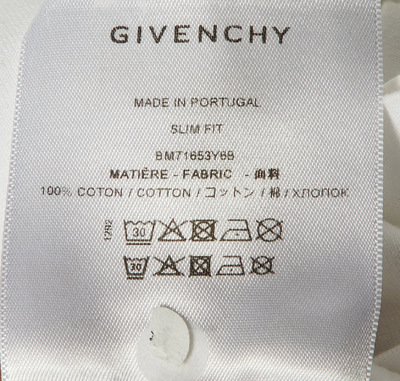 GIVENCHY
MADE IN PORTUGAL
SLIM FIT
BM71653Y6B
MATIÈRE - FABRIC - 面料
100% COTON / COTTON / コットン / 棉 / ХЛОПОК
1292
30
30